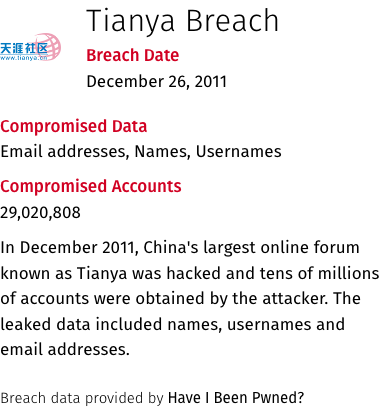 Tianya Breach
天涯社区
www.tianya.cn
Breach Date
December 26, 2011
Compromised Data
Email addresses, Names, Usernames
Compromised Accounts
29,020,808
In December 2011, China's largest online forum
known as Tianya was hacked and tens of millions
of accounts were obtained by the attacker. The
leaked data included names, usernames and
email addresses.
Breach data provided by Have I Been Pwned?